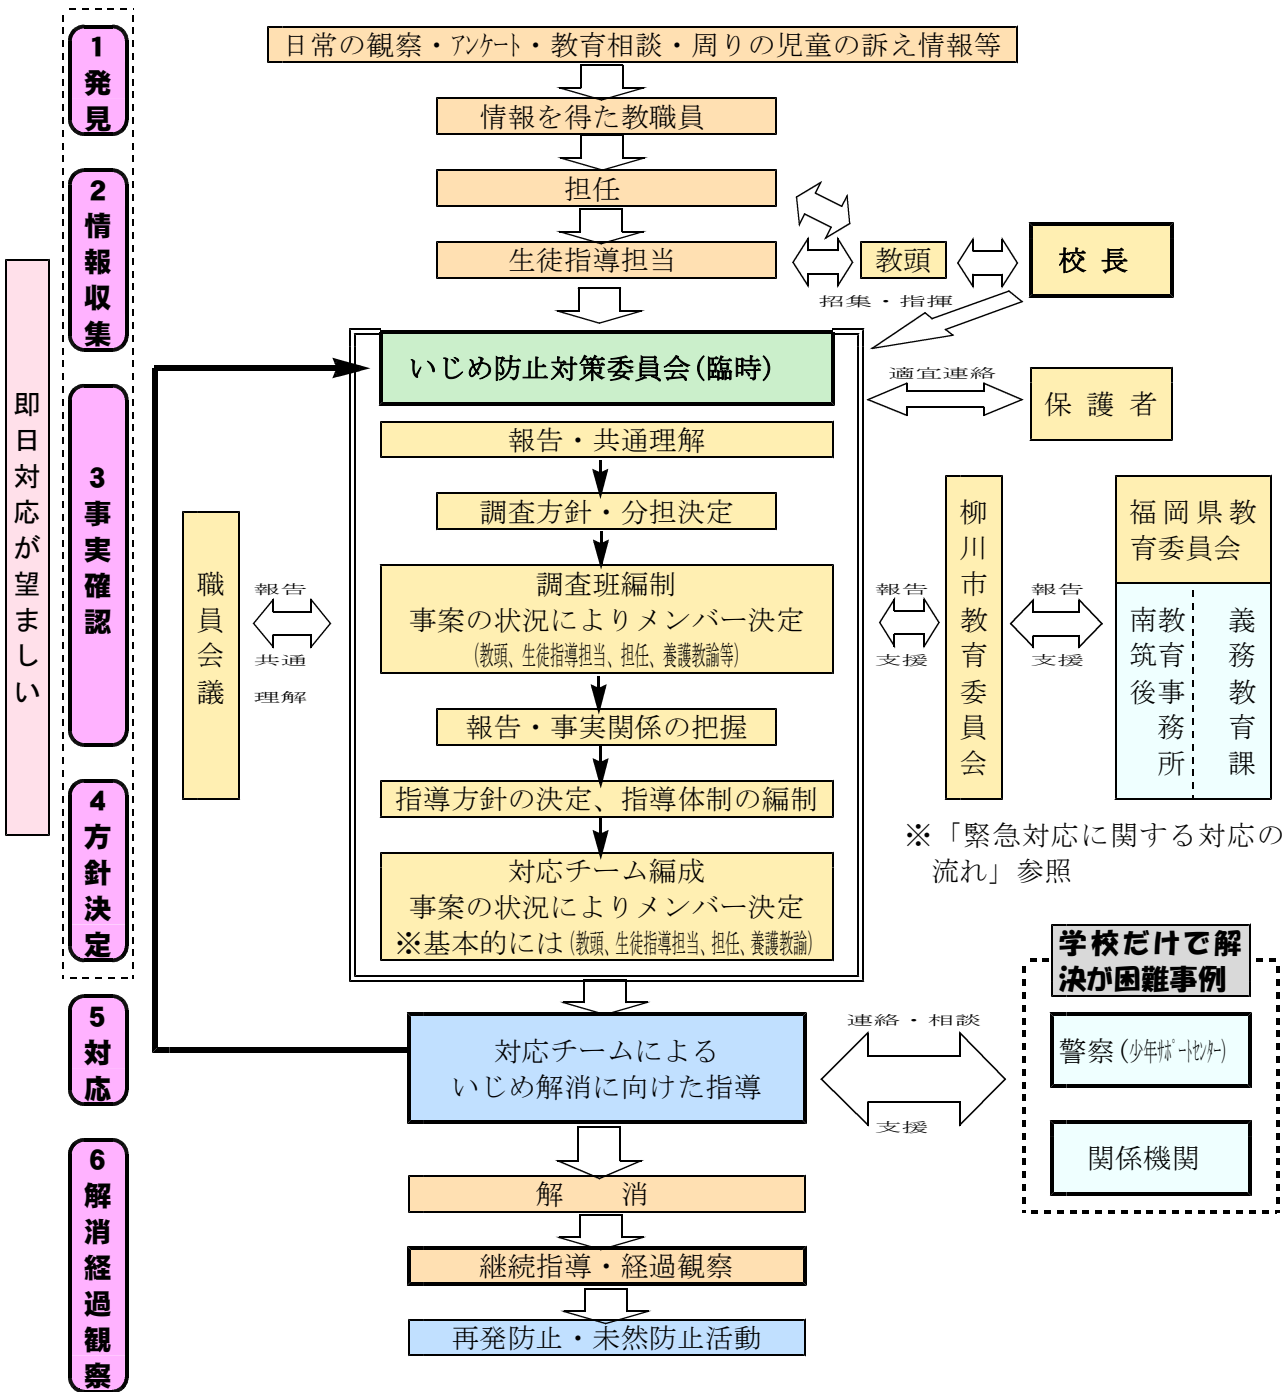 1発見
日常の観察・アンケート・教育相談・周りの児童の訴え情報等
情報を得た教職員
2情報収集
担任
生徒指導担当
教頭
校長
招集・指揮
即日対応が望ましい
いじめ防止対策委員会(臨時)
適宜連絡
保護者
3事実確認
報告・共通理解
調査方針・分担決定
調査班編制
事案の状況によりメンバー決定
(教頭、生徒指導担当、担任、養護教諭等)
職員会議
報告
共通
理解
報告
支援
柳川市教育委員会
報告
支援
福岡県教
育委員会
南筑後
教育事務所
義務教育課
報告・事実関係の把握
4方針決定
指導方針の決定、指導体制の編制
※「緊急対応に関する対応の
流れ」参照
対応チーム編成
事案の状況によりメンバー決定
※基本的には(教頭、生徒指導担当、担任、養護教諭)
学校だけで解
決が困難事例
5対応
対応チームによる
いじめ解消に向けた指導
連絡・相談
支援
警察(少年サポートセンター)
関係機関
6解消経過観察
解　　消
継続指導・経過観察
再発防止・未然防止活動